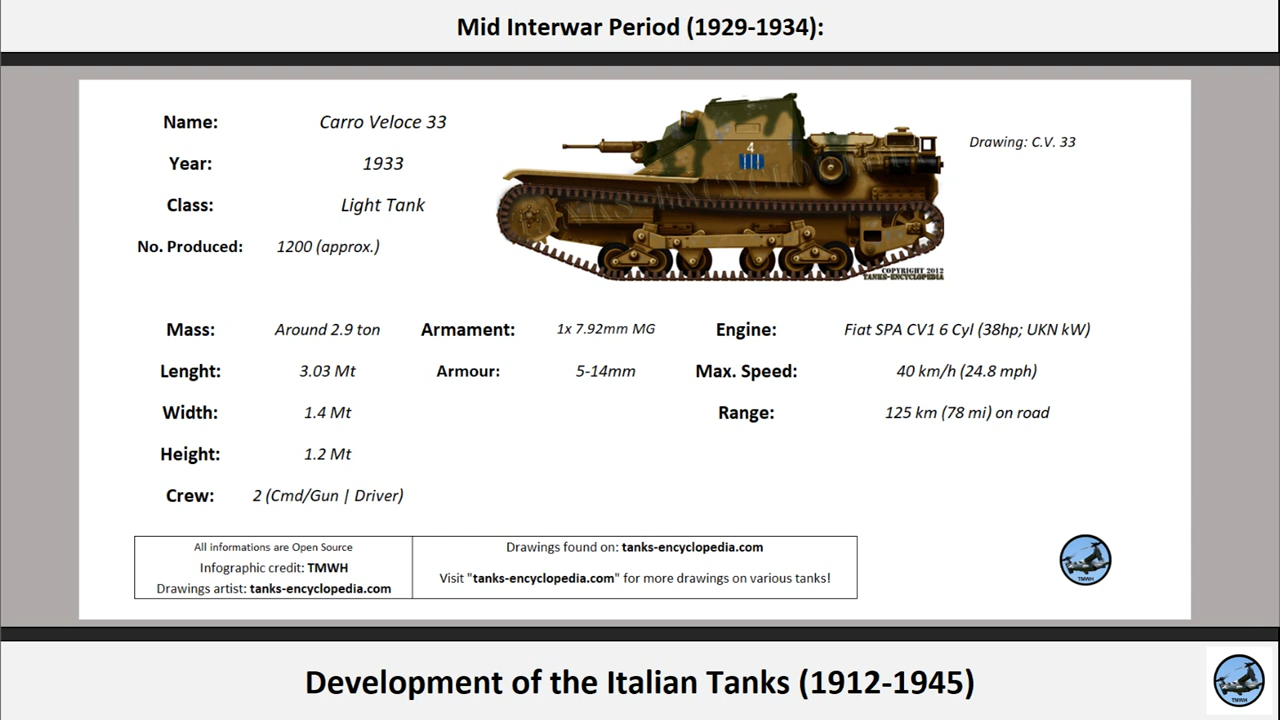 Mid Interwar Period (1929-1934):
Name: Carro Veloce 33
Drawing: C.V. 33
Year: 1933
Class: Light Tank
No. Produced: 1200 (approx.)
4
COPYRIGHT 2012
TANKS-ENCYCLOPEDIA
Mass: Around 2.9 ton Armament: 1x 7.92mm MG Engine: Fiat SPA CV1 6 Cyl (38hp; UKN kW)
Lenght: 3.03 Mt Armour: 5-14mm Max. Speed: 40 km/h (24.8 mph)
Width: 1.4 Mt Range: 125 km (78 mi) on road
Height: 1.2 Mt
Crew: 2 (Cmd/Gun | Driver)
All informations are Open Source
Infographic credit: TMWH
Drawings artist: tanks-encyclopedia.com
Drawings found on: tanks-encyclopedia.com
Visit "tanks-encyclopedia.com" for more drawings on various tanks!
TMWH
Development of the Italian Tanks (1912-1945)
TMWH